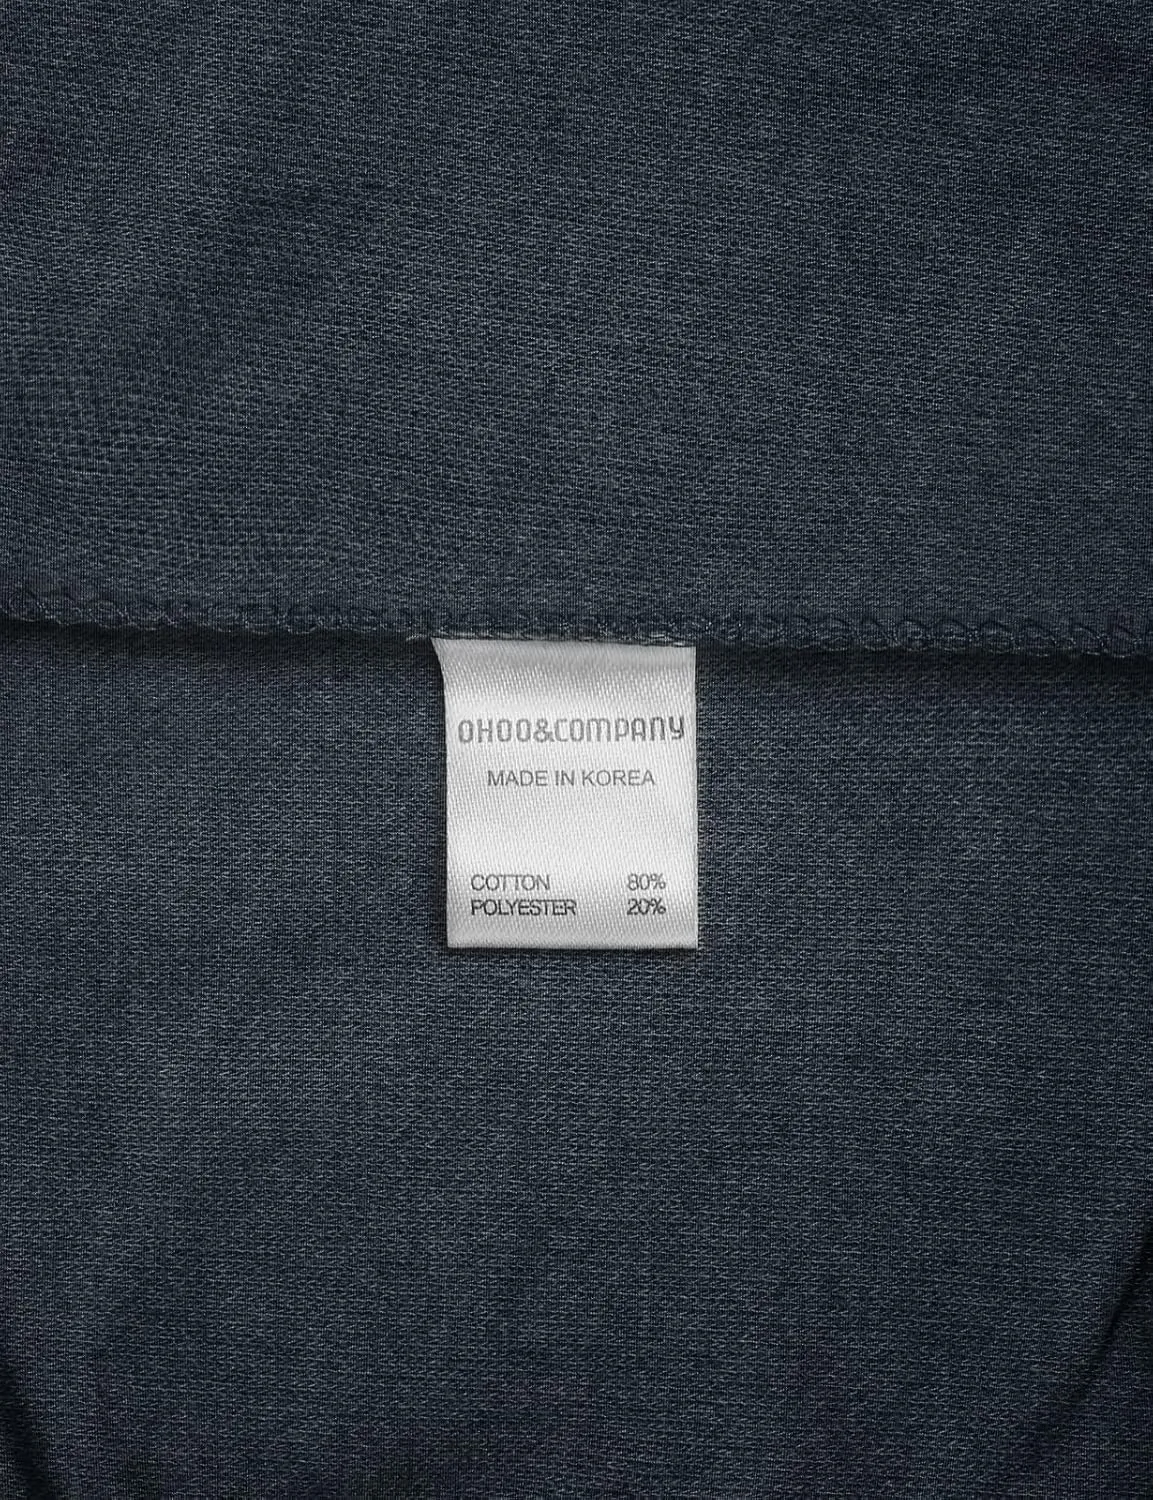 OHOO&COMPANY
MADE IN KOREA
COTTON 80%
POLYESTER 20%